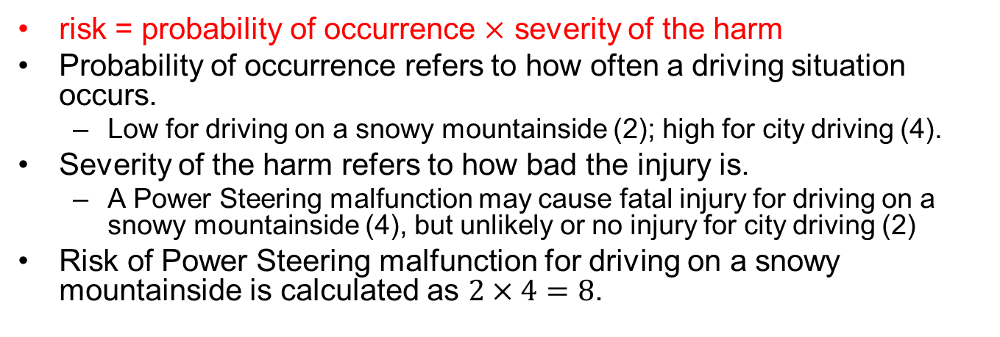 • risk = probability of occurrence × severity of the harm
• Probability of occurrence refers to how often a driving situation
occurs.
– Low for driving on a snowy mountainside (2); high for city driving (4).
• Severity of the harm refers to how bad the injury is.
– A Power Steering malfunction may cause fatal injury for driving on a
snowy mountainside (4), but unlikely or no injury for city driving (2)
• Risk of Power Steering malfunction for driving on a snowy
mountainside is calculated as 2 × 4 = 8.